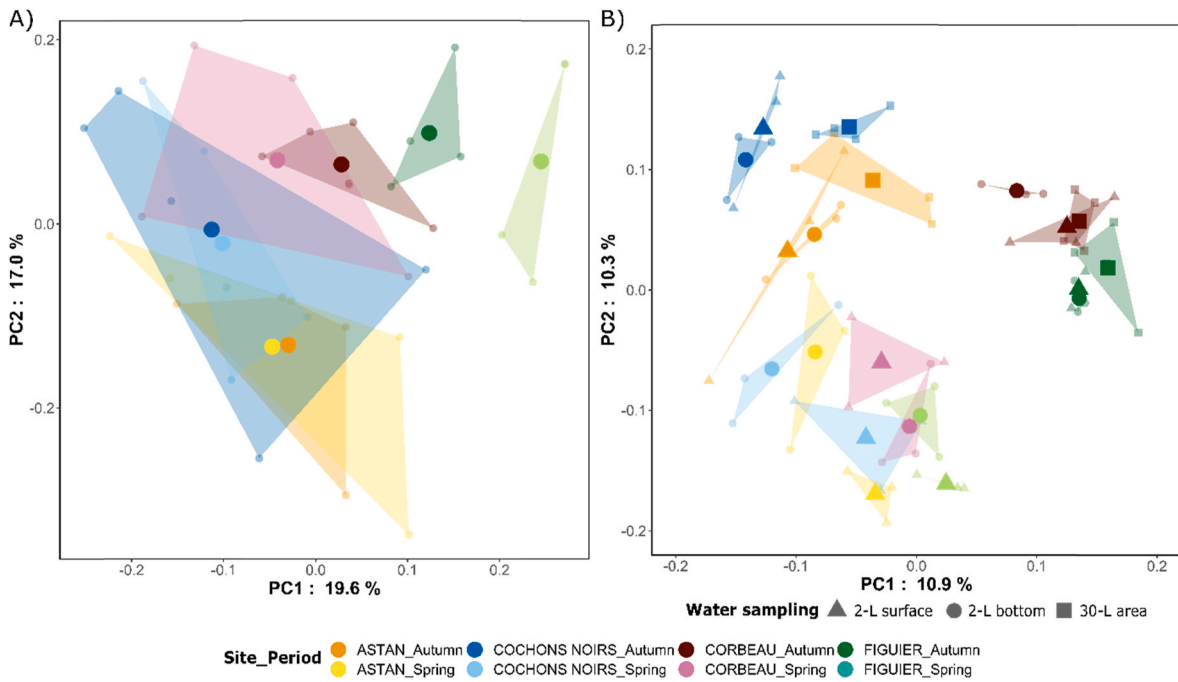 A)
B)
0.2
0.0
-0.2
PC2 : 17.0 %
-0.2
-0.1
0.0
0.1
0.2
PC1 : 19.6 %
0.2
0.1
0.0
-0.1
-0.2
PC2 : 10.3 %
-0.2
-0.1
0.0
0.1
0.2
PC1 : 10.9 %
Water sampling 2-L surface 2-L bottom 30-L area
Site_Period
ASTAN_Autumn COCHONS NOIRS_Autumn CORBEAU_Autumn FIGUIER_Autumn
ASTAN_Spring COCHONS NOIRS_Spring CORBEAU_Spring FIGUIER_Spring